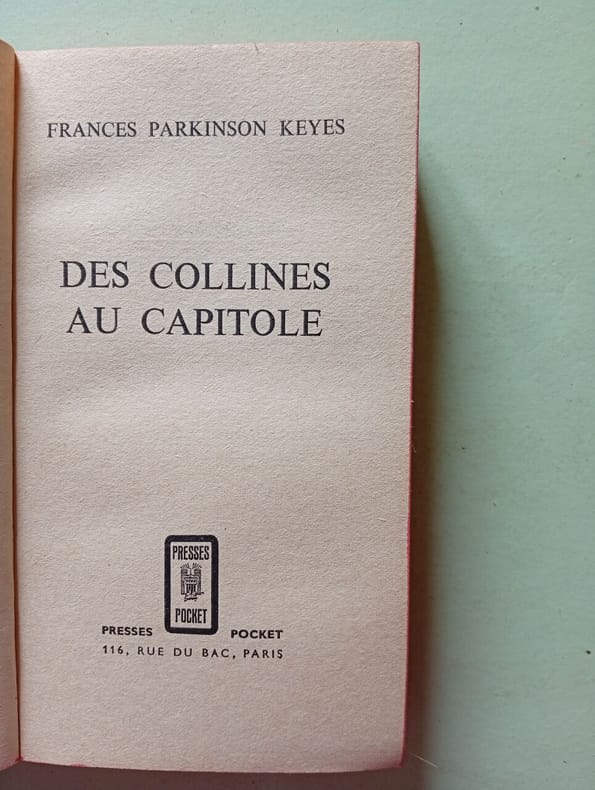 FRANCES PARKINSON KEYES
DES COLLINES
AU CAPITOLE
PRESSES
POCKET
PRESSES POCKET
116, RUE DU BAC, PARIS